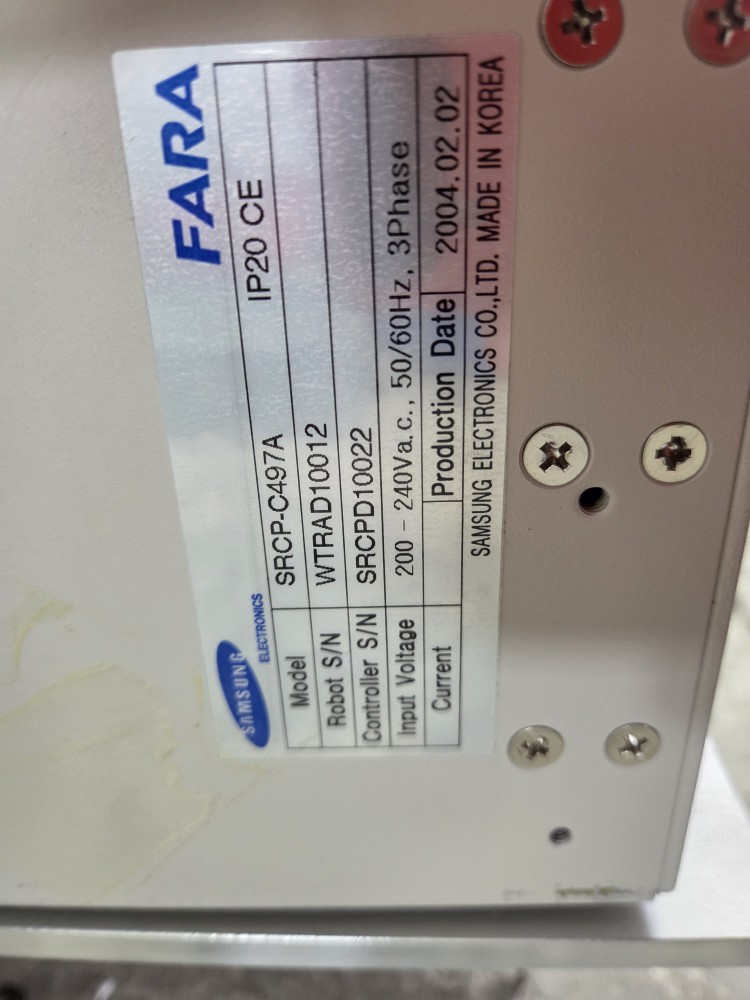 SAMSUNG
ELECTRONICS
FARA
Model SRCP-C497A IP20 CE
Robot S/N WTRAD10012
Controller S/N SRCPD10022
Input Voltage 200 - 240Va.c., 50/60Hz, 3Phase
Current Production Date 2004.02.02
SAMSUNG ELECTRONICS CO.,LTD. MADE IN KOREA